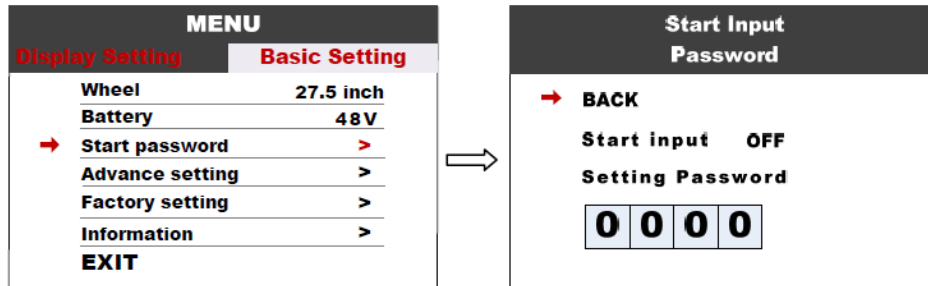 MENU
Display Setting Basic Setting
Wheel 27.5 inch
Battery 48V
Start password >
Advance setting >
Factory setting >
Information >
EXIT
Start Input
Password
BACK
Start input OFF
Setting Password
0 0 0 0